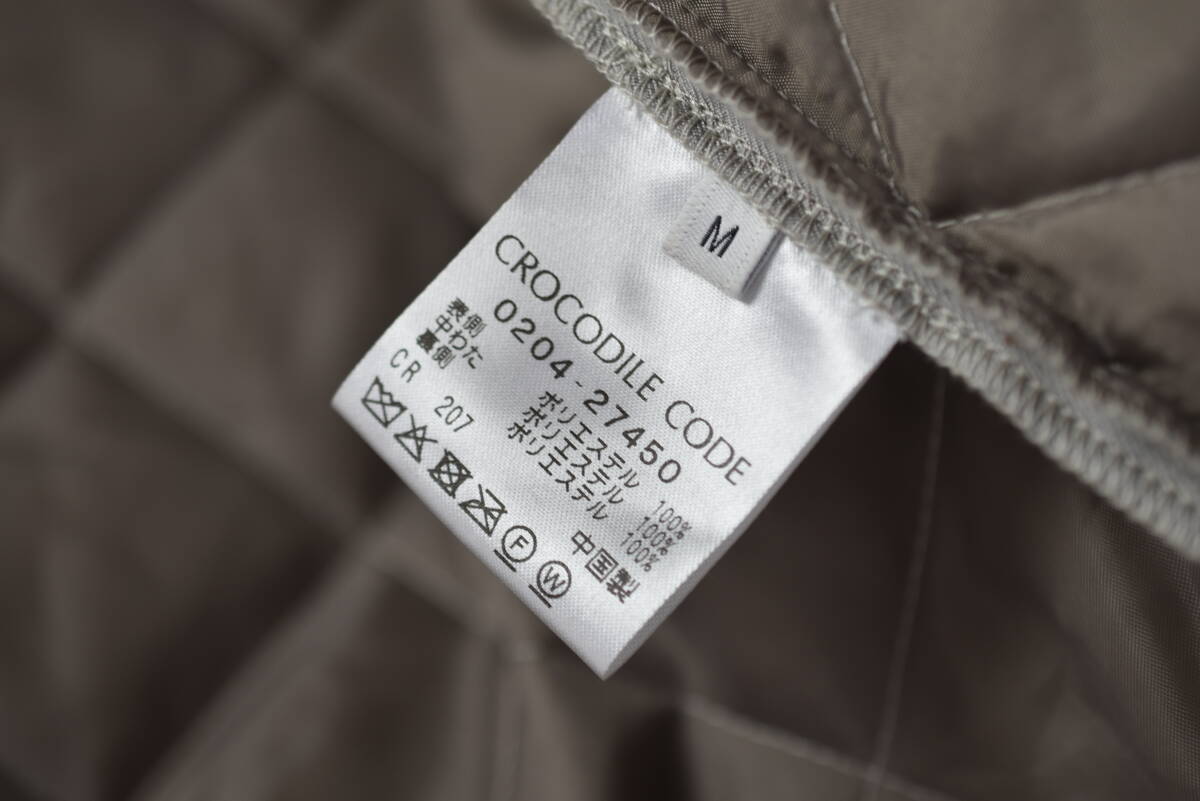 M
CROCODILE CODE
0204-27450
表側 ポリエステル 100%
中わた ポリエステル 100%
裏側 ポリエステル 100%
CR 207 中国製
F W